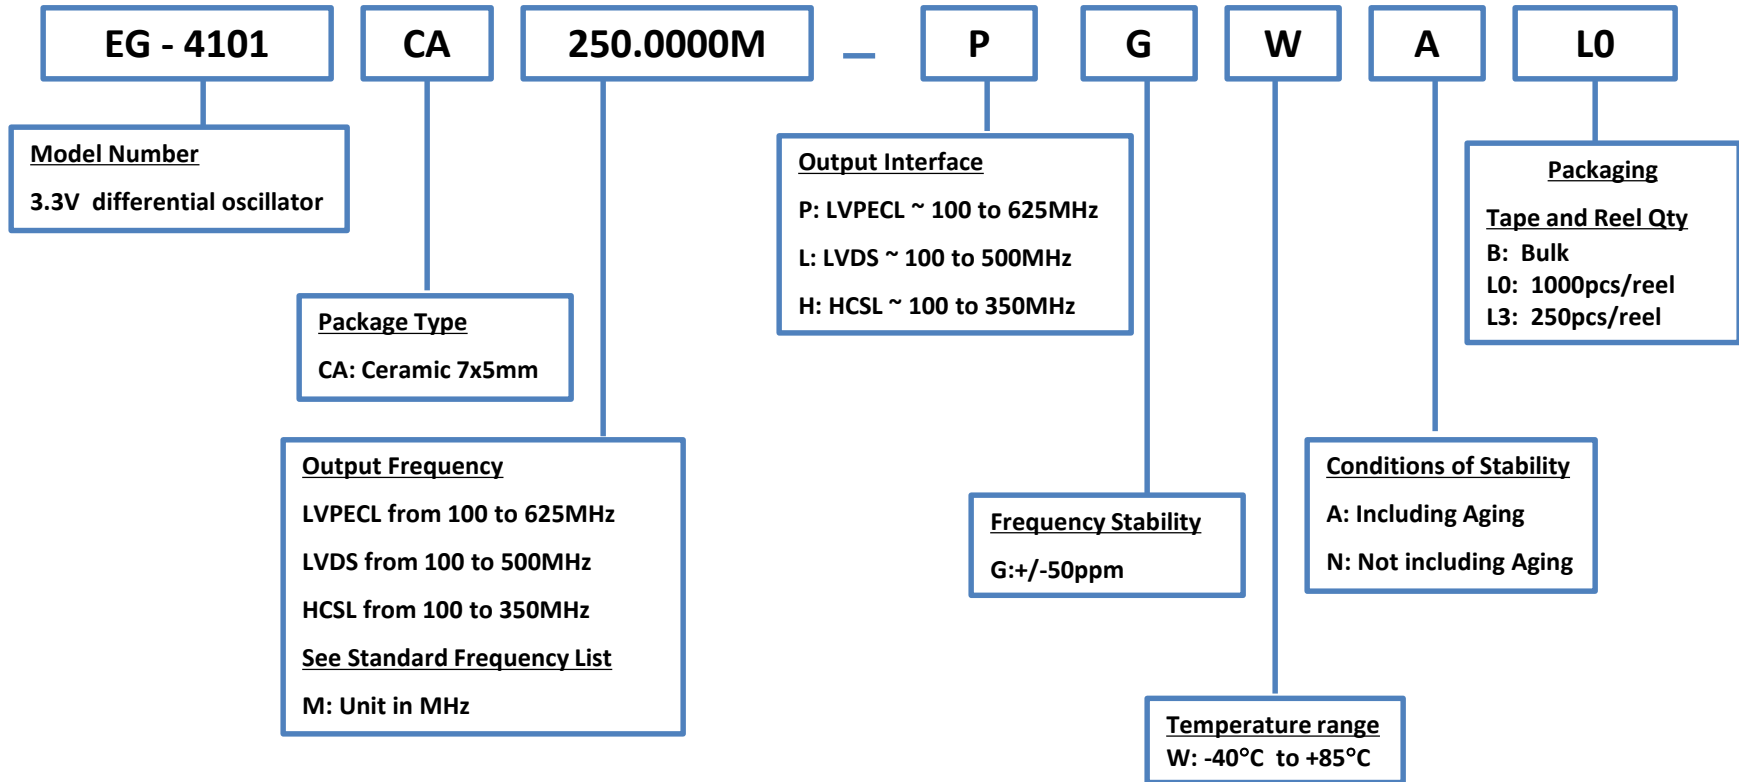 EG - 4101 CA 250.0000M _ P G W A L0
Model Number
3.3V differential oscillator
Package Type
CA: Ceramic 7x5mm
Output Frequency
LVPECL from 100 to 625MHz
LVDS from 100 to 500MHz
HCSL from 100 to 350MHz
See Standard Frequency List
M: Unit in MHz
Output Interface
P: LVPECL ~ 100 to 625MHz
L: LVDS ~ 100 to 500MHz
H: HCSL ~ 100 to 350MHz
Frequency Stability
G:+/-50ppm
Temperature range
W: -40°C to +85°C
Conditions of Stability
A: Including Aging
N: Not including Aging
Packaging
Tape and Reel Qty
B: Bulk
L0: 1000pcs/reel
L3: 250pcs/reel